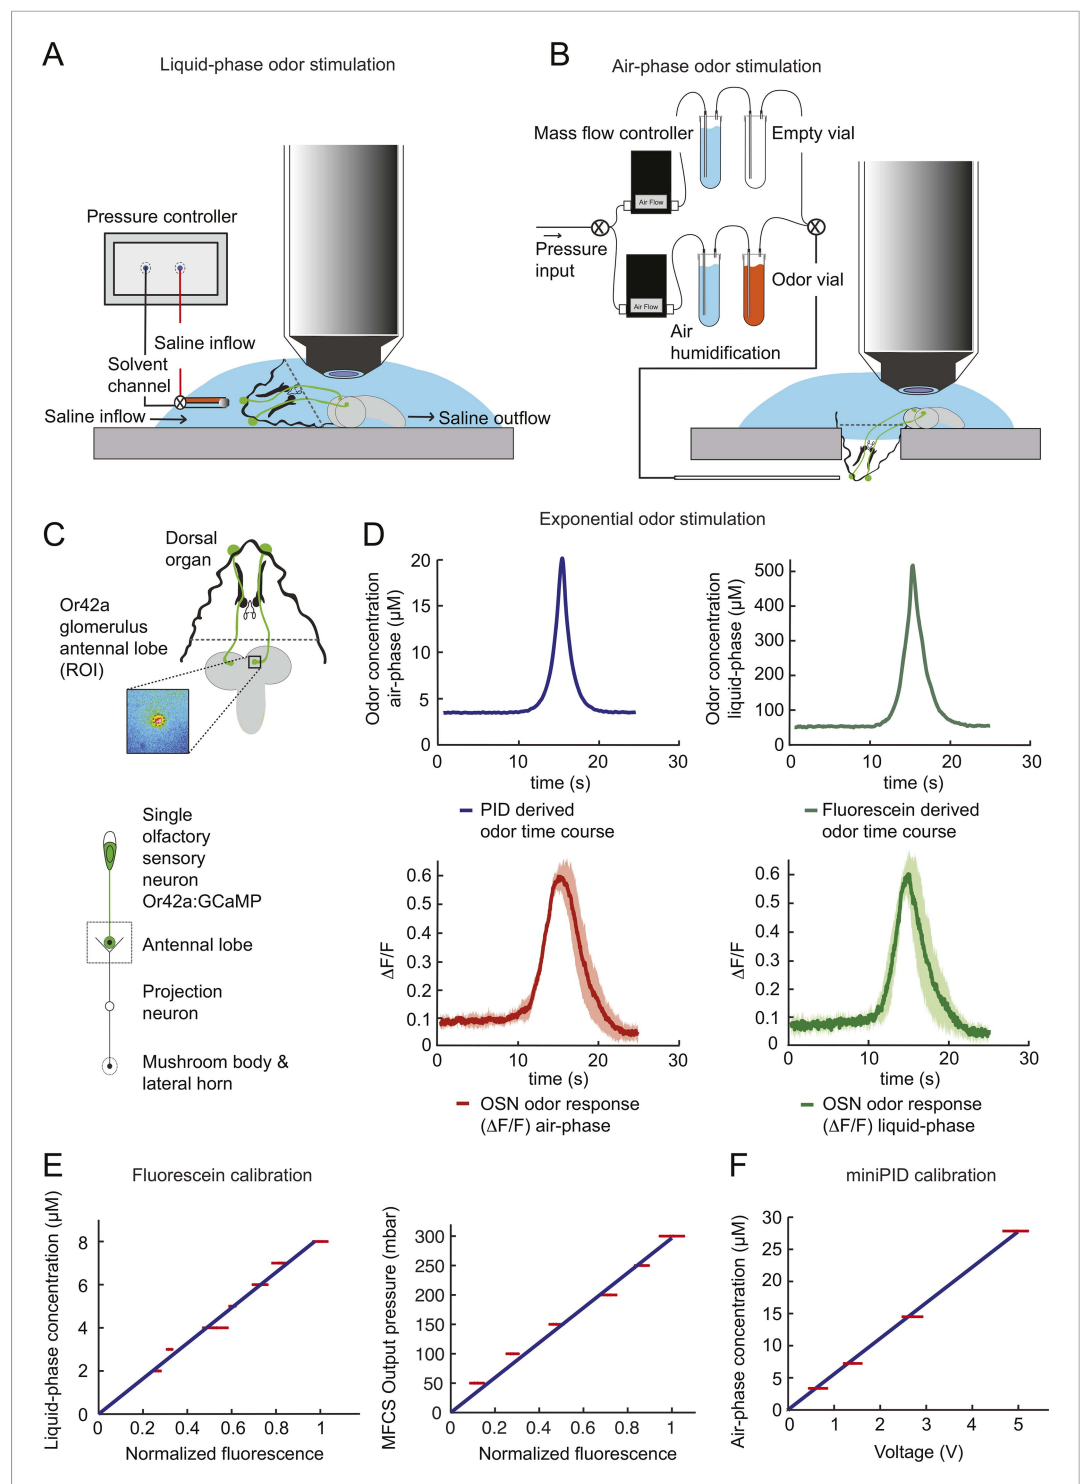 A
Liquid-phase odor stimulation
Pressure controller
Saline inflow
Solvent
channel
Saline inflow
Saline outflow
B
Air-phase odor stimulation
Mass flow controller
Empty vial
Air Flow
Pressure
input
Air Flow
Odor vial
Air
humidification
C
Dorsal
organ
Or42a
glomerulus
antennal lobe
(ROI)
Single
olfactory
sensory
neuron
Or42a:GCaMP
Antennal lobe
Projection
neuron
Mushroom body &
lateral horn
D
Exponential odor stimulation
Odor concentration
air-phase (μM)
20
15
10
5
0
0 10 20 30
time (s)
PID derived
odor time course
Odor concentration
liquid-phase (μM)
500
400
300
200
100
0
0 10 20 30
time (s)
Fluorescein derived
odor time course
ΔF/F
0.6
0.5
0.4
0.3
0.2
0.1
0
0 10 20 30
time (s)
OSN odor response
(ΔF/F) air-phase
ΔF/F
0.6
0.5
0.4
0.3
0.2
0.1
0
0 10 20 30
time (s)
OSN odor response
(ΔF/F) liquid-phase
E
Fluorescein calibration
Liquid-phase concentration (μM)
8
6
4
2
0
0 0.2 0.4 0.6 0.8 1
Normalized fluorescence
MFCS Output pressure (mbar)
300
250
200
150
100
50
0
0 0.2 0.4 0.6 0.8 1
Normalized fluorescence
F
miniPID calibration
Air-phase concentration (μM)
30
25
20
15
10
5
0
0 1 2 3 4 5
Voltage (V)